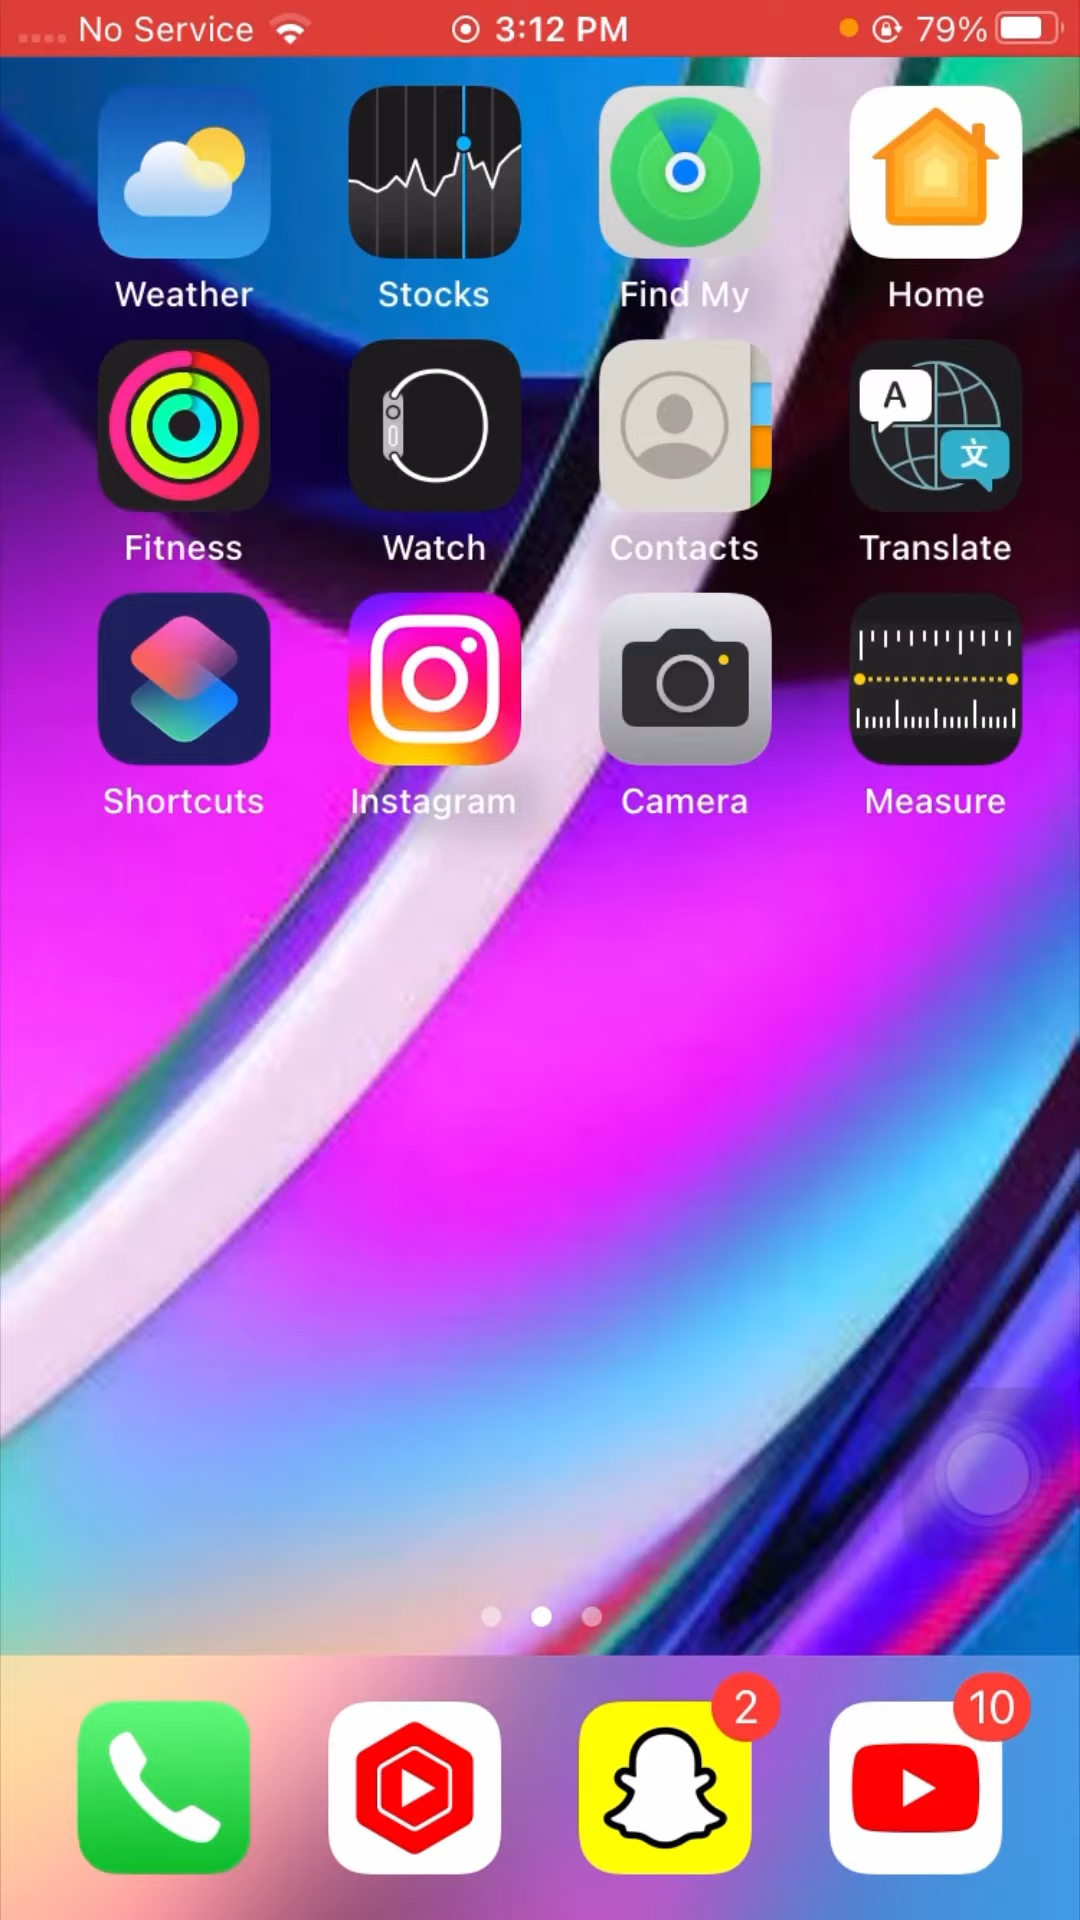 No Service 3:12 PM 79%
Weather Stocks Find My Home
A 文
Fitness Watch Contacts Translate
Shortcuts Instagram Camera Measure
2 10